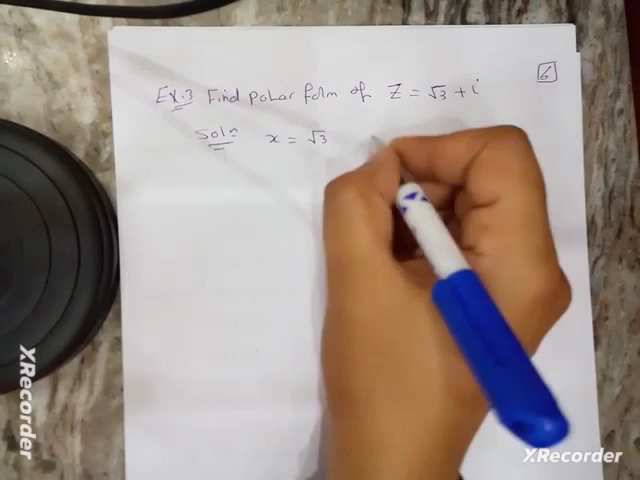 6
Ex.3 Find polar form of Z = √3 + i
Soln x = √3
XRecorder
XRecorder